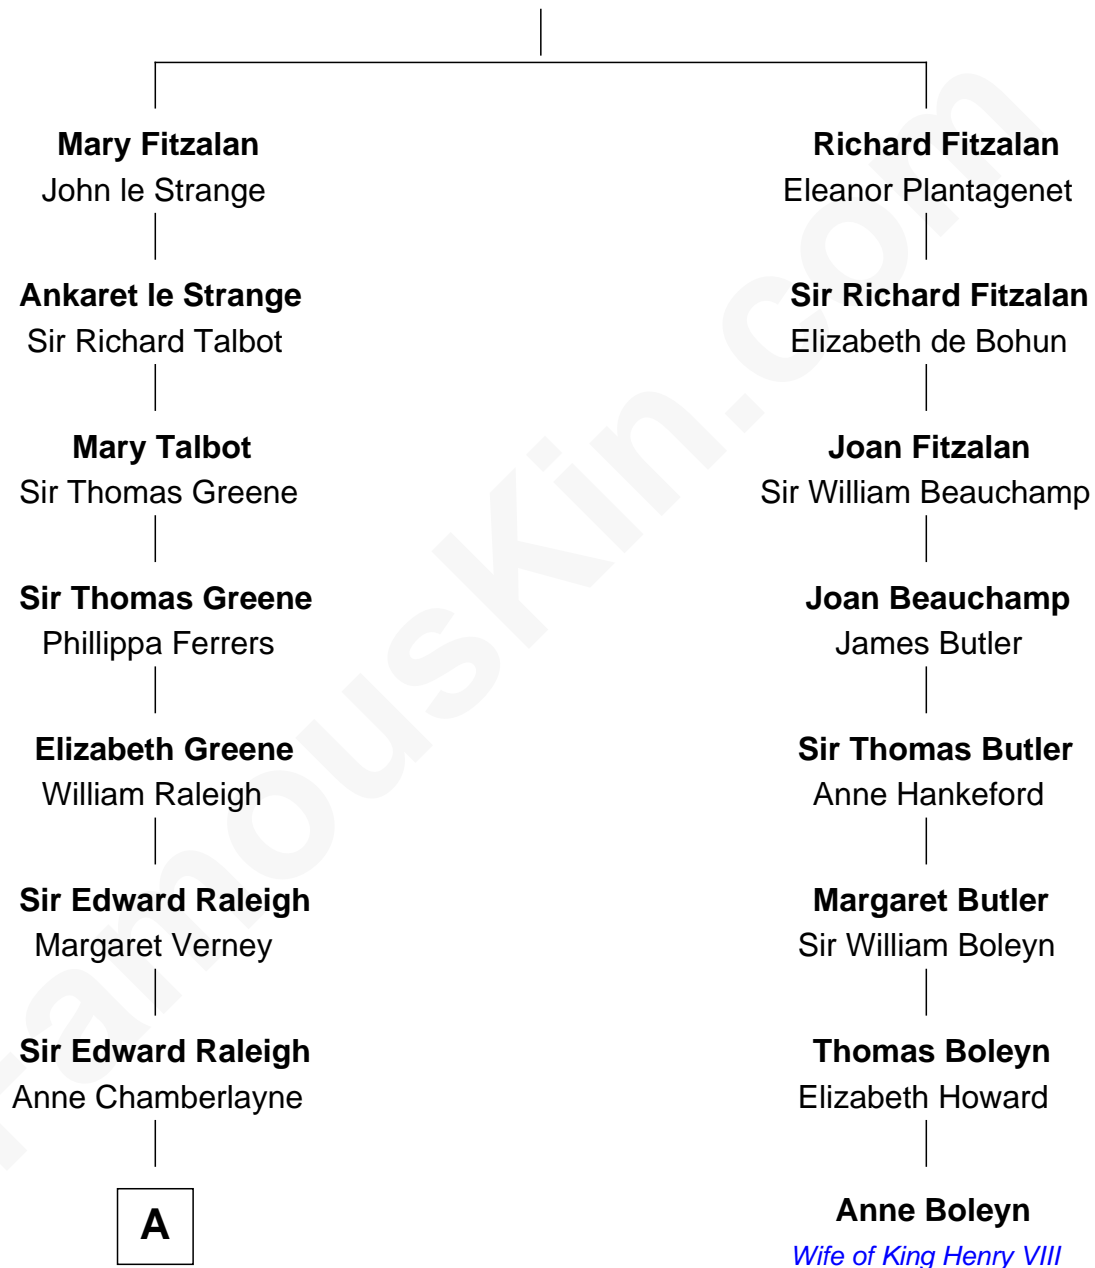 Mary Fitzalan
John le Strange
Richard Fitzalan
Eleanor Plantagenet
Ankaret le Strange
Sir Richard Talbot
Sir Richard Fitzalan
Elizabeth de Bohun
Mary Talbot
Sir Thomas Greene
Joan Fitzalan
Sir William Beauchamp
Sir Thomas Greene
Phillippa Ferrers
Joan Beauchamp
James Butler
Elizabeth Greene
William Raleigh
Sir Thomas Butler
Anne Hankeford
Sir Edward Raleigh
Margaret Verney
Margaret Butler
Sir William Boleyn
Sir Edward Raleigh
Anne Chamberlayne
Thomas Boleyn
Elizabeth Howard
A
Anne Boleyn
Wife of King Henry VIII
FamousKin.com